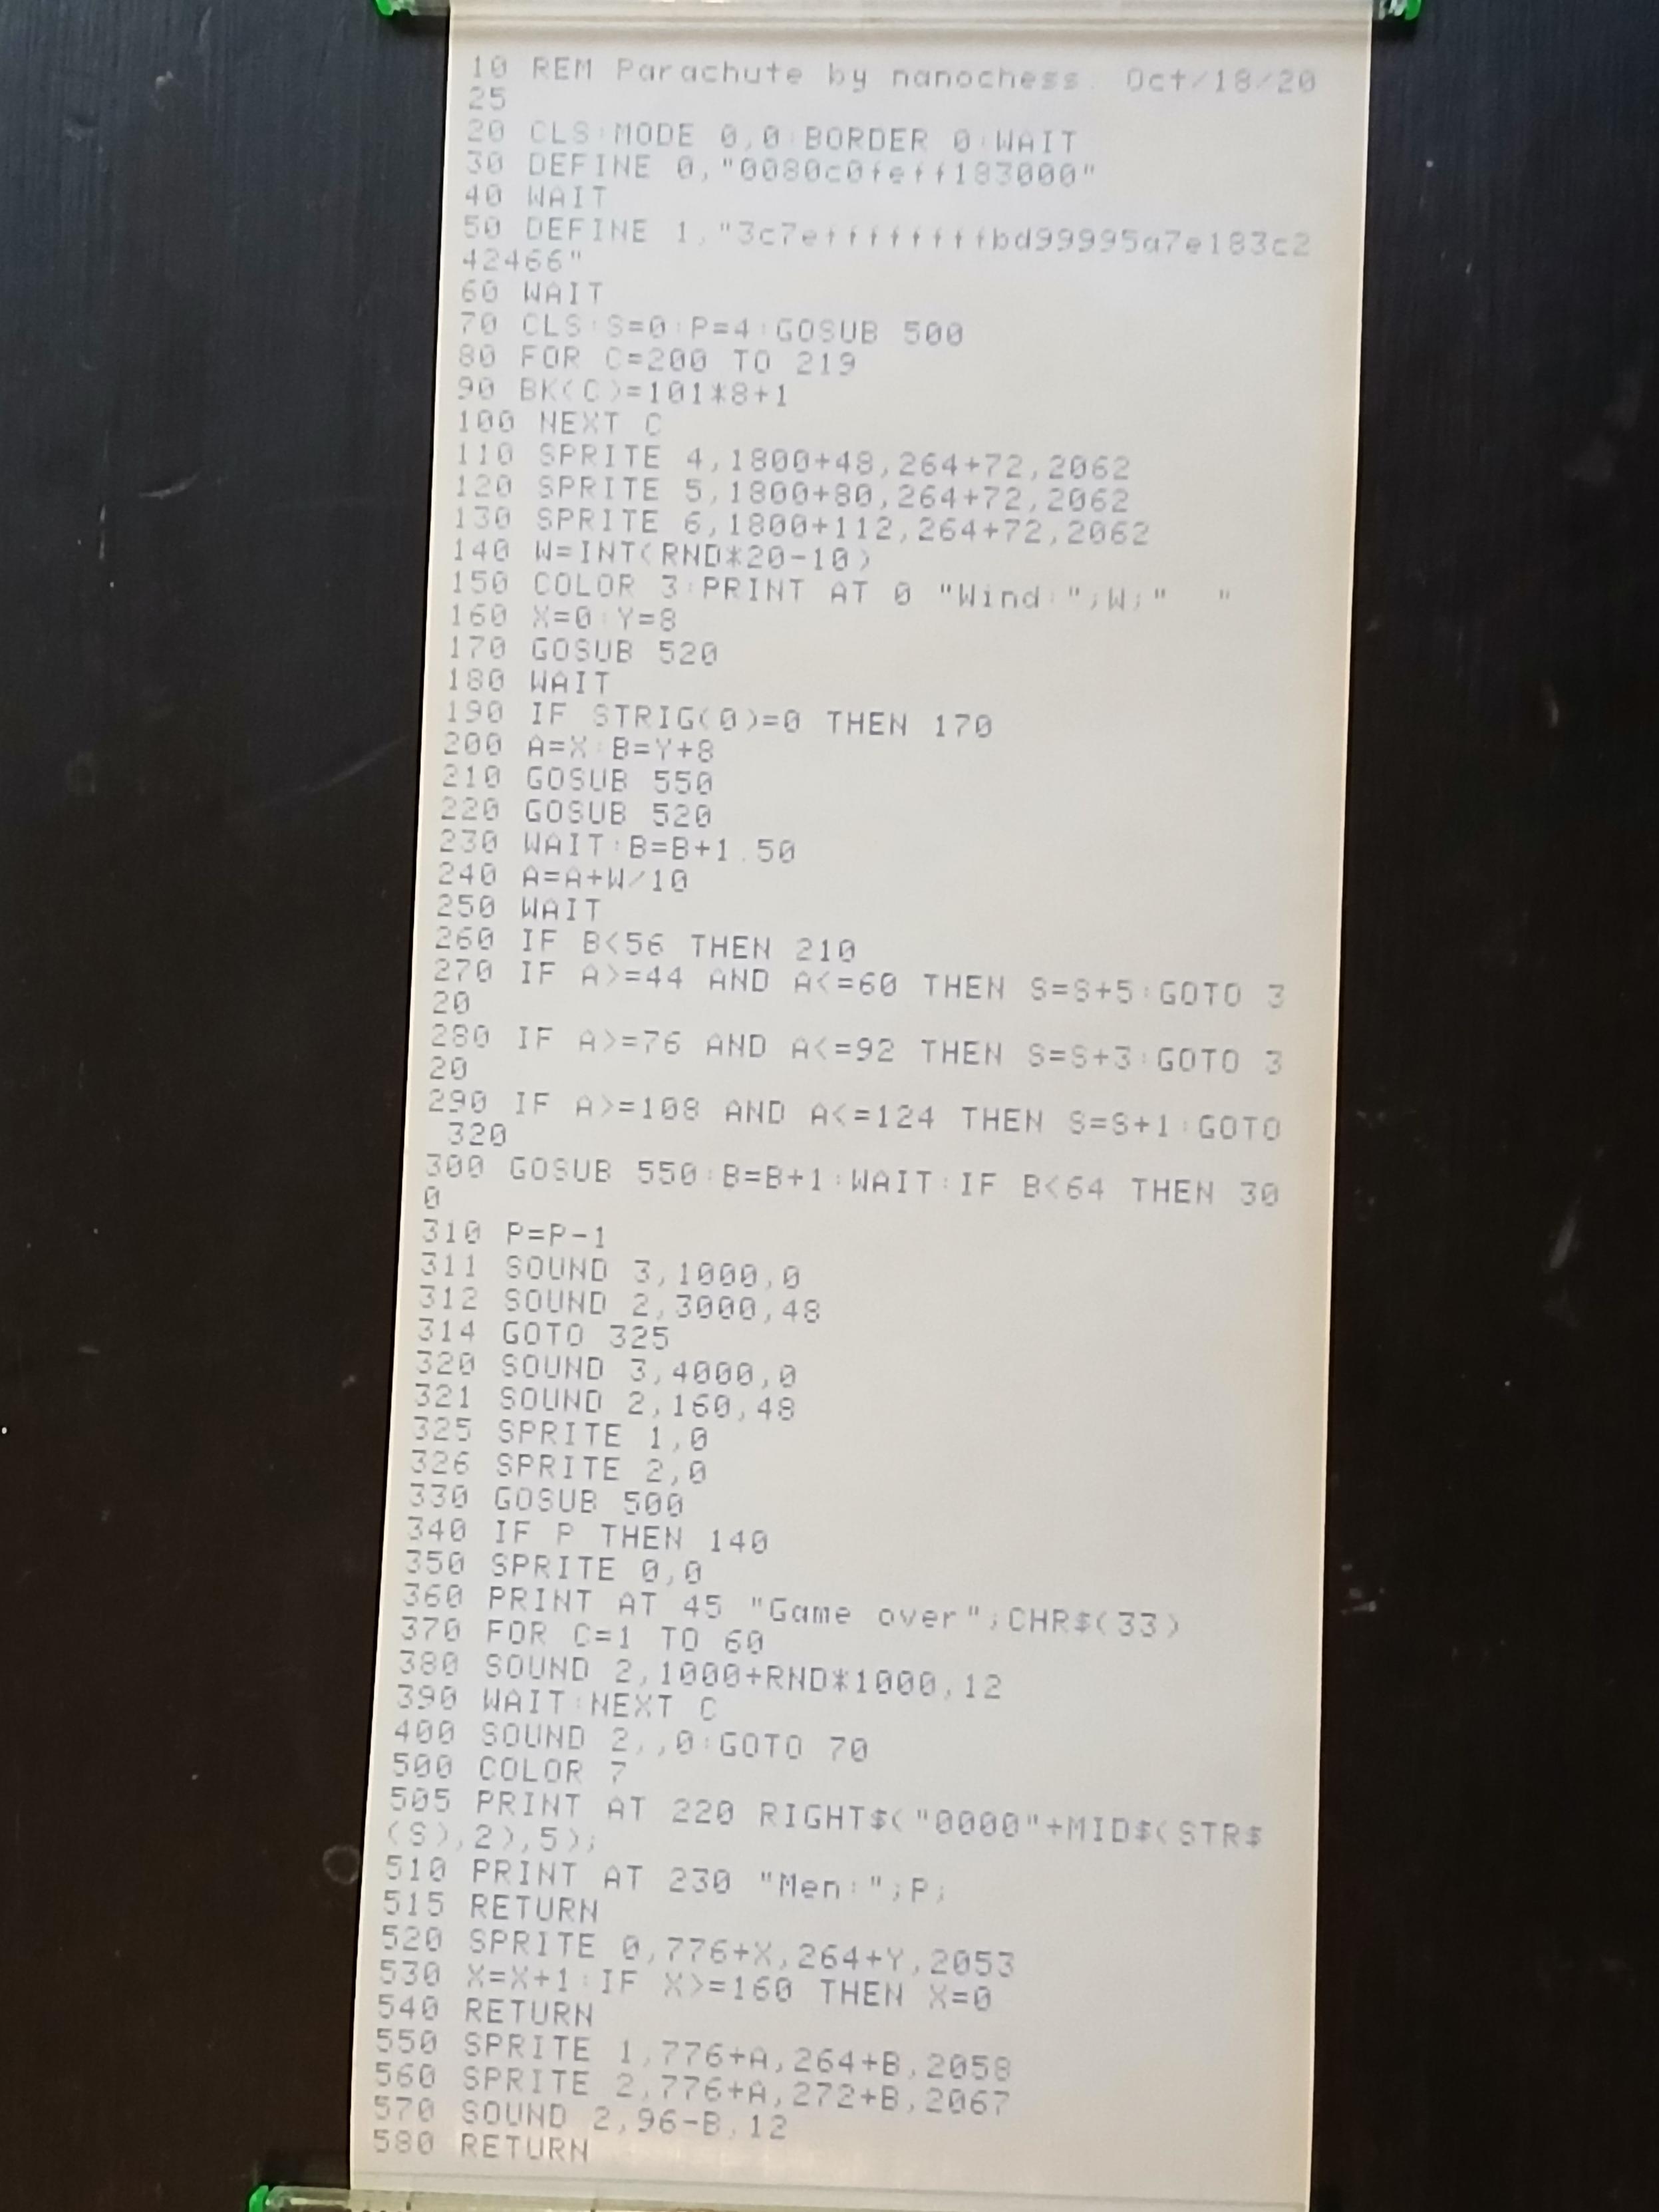 10 REM Parachute by nanochess. Oct/18/20
25
20 CLS:MODE 0,0:BORDER 0:WAIT
30 DEFINE 0,"0080c0feff183000"
40 WAIT
50 DEFINE 1,"3c7effffffffbd99995a7e183c2
42466"
60 WAIT
70 CLS:S=0:P=4:GOSUB 500
80 FOR C=200 TO 219
90 BK(C)=101*8+1
100 NEXT C
110 SPRITE 4,1800+48,264+72,2062
120 SPRITE 5,1800+80,264+72,2062
130 SPRITE 6,1800+112,264+72,2062
140 W=INT(RND*20-10)
150 COLOR 3:PRINT AT 0 "Wind:";W;"  "
160 X=0:Y=8
170 GOSUB 520
180 WAIT
190 IF STRIG(0)=0 THEN 170
200 A=X:B=Y+8
210 GOSUB 550
220 GOSUB 520
230 WAIT:B=B+1.50
240 A=A+W/10
250 WAIT
260 IF B<56 THEN 210
270 IF A>=44 AND A<=60 THEN S=S+5:GOTO 3
20
280 IF A>=76 AND A<=92 THEN S=S+3:GOTO 3
20
290 IF A>=108 AND A<=124 THEN S=S+1:GOTO
 320
300 GOSUB 550:B=B+1:WAIT:IF B<64 THEN 30
0
310 P=P-1
311 SOUND 3,1000,0
312 SOUND 2,3000,48
314 GOTO 325
320 SOUND 3,4000,0
321 SOUND 2,160,48
325 SPRITE 1,0
326 SPRITE 2,0
330 GOSUB 500
340 IF P THEN 140
350 SPRITE 0,0
360 PRINT AT 45 "Game over";CHR$(33)
370 FOR C=1 TO 60
380 SOUND 2,1000+RND*1000,12
390 WAIT:NEXT C
400 SOUND 2,,0:GOTO 70
500 COLOR 7
505 PRINT AT 220 RIGHT$("0000"+MID$(STR$
(S),2),5);
510 PRINT AT 230 "Men:";P;
515 RETURN
520 SPRITE 0,776+X,264+Y,2053
530 X=X+1:IF X>=160 THEN X=0
540 RETURN
550 SPRITE 1,776+A,264+B,2058
560 SPRITE 2,776+A,272+B,2067
570 SOUND 2,96-B,12
580 RETURN